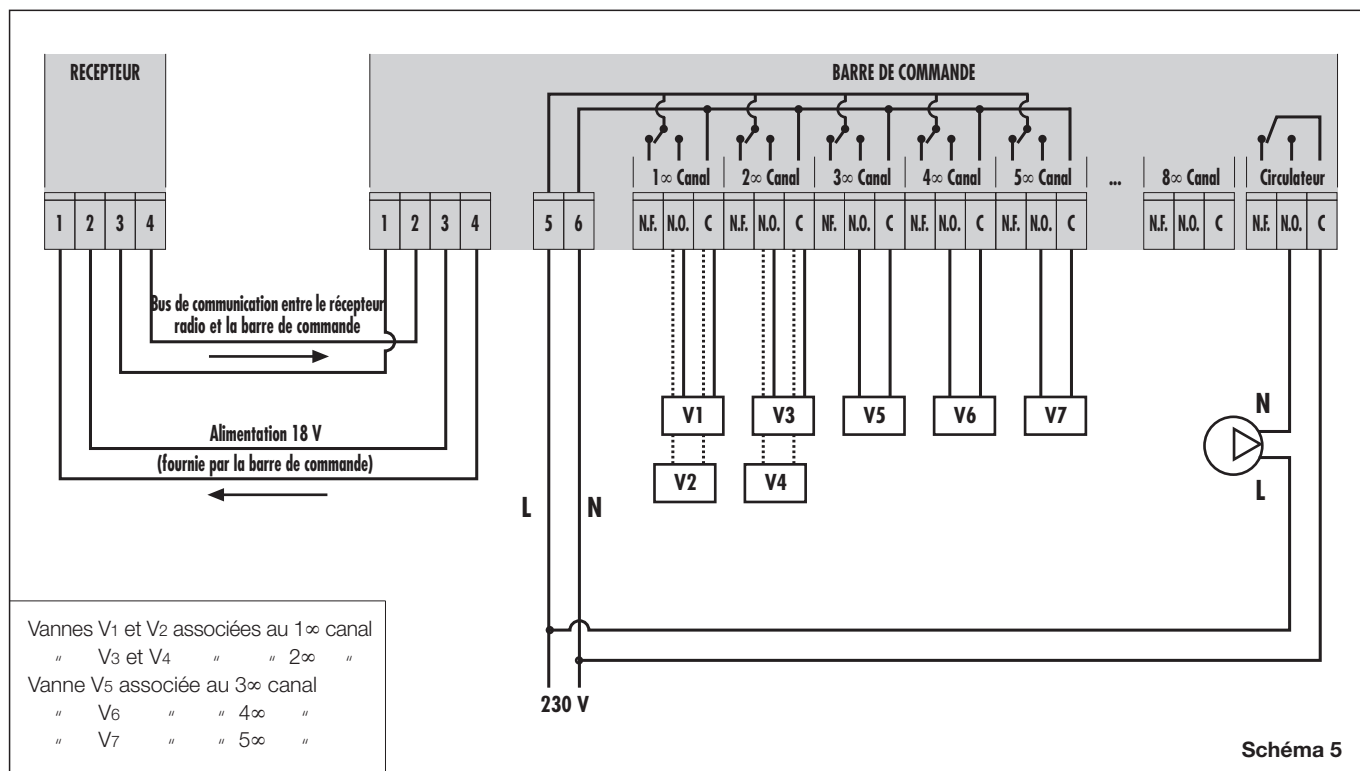 RECEPTEUR
BARRE DE COMMANDE
1∞ Canal 2∞ Canal 3∞ Canal 4∞ Canal 5∞ Canal ... 8∞ Canal Circulateur
1 2 3 4 1 2 3 4 5 6 N.F. N.O. C N.F. N.O. C NF. N.O. C N.F. N.O. C N.F. N.O. C N.F. N.O. C N.F. N.O. C
Bus de communication entre le récepteur
radio et la barre de commande
V1 V3 V5 V6 V7
N
Alimentation 18 V
(fournie par la barre de commande)
V2 V4
L
L N
Vannes V1 et V2 associées au 1∞ canal
" V3 et V4 " " 2∞ "
Vanne V5 associée au 3∞ canal
" V6 " " 4∞ "
" V7 " " 5∞ "
230 V
Schéma 5